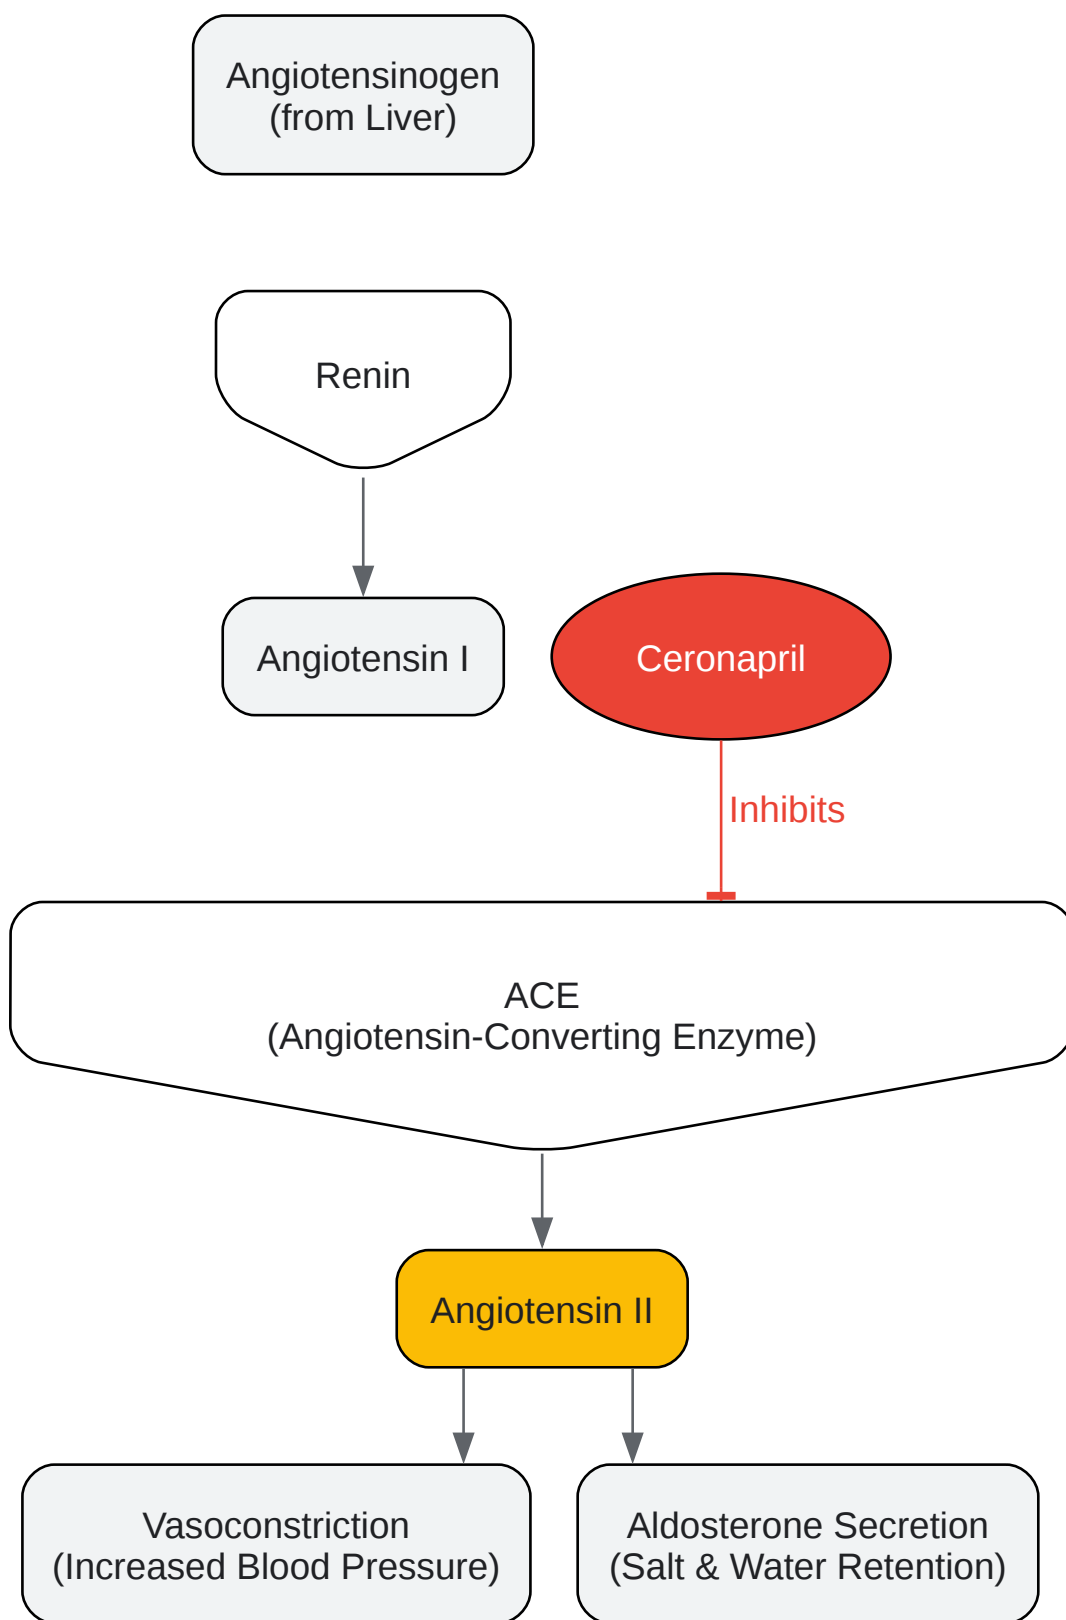 Angiotensinogen
(from Liver)
Renin
Angiotensin I
Ceronapril
Inhibits
ACE
(Angiotensin-Converting Enzyme)
Angiotensin II
Vasoconstriction
(Increased Blood Pressure)
Aldosterone Secretion
(Salt & Water Retention)